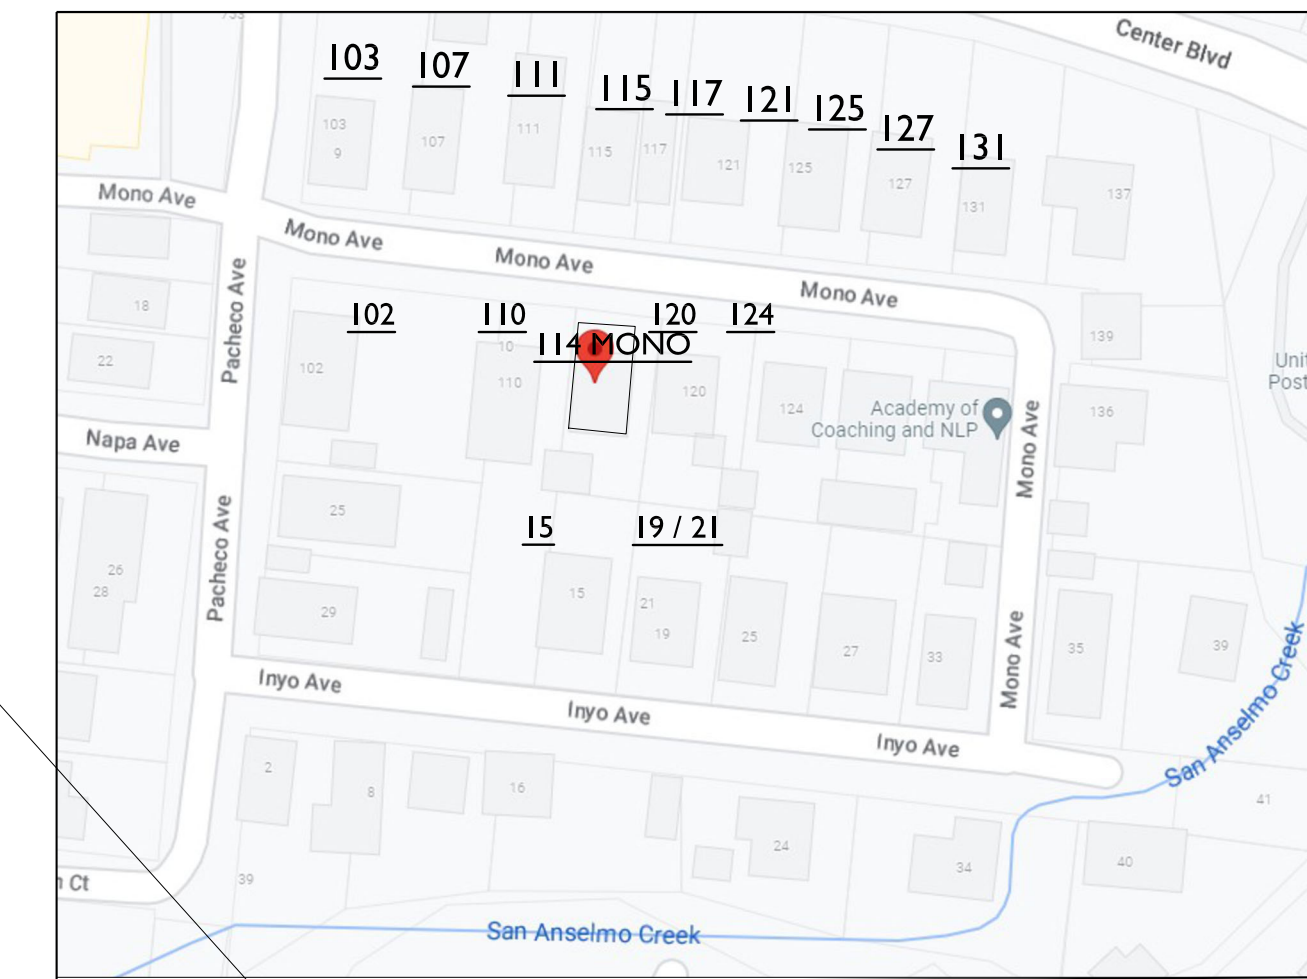 Center Blvd
103
107
111
115
117
121
125
127
131
103
9
107
111
115
117
121
125
127
131
137
Mono Ave
Mono Ave
Mono Ave
Mono Ave
18
22
Pacheco Ave
102
110
120
124
114 MONO
10
102
110
120
124
139
136
Academy of
Coaching and NLP
Mono Ave
Napa Ave
25
Pacheco Ave
15
19 / 21
26
28
29
15
21
19
25
27
33
35
39
Mono Ave
Inyo Ave
Inyo Ave
Inyo Ave
San Anselmo Creek
2
8
16
24
34
40
41
39
Ct
San Anselmo Creek